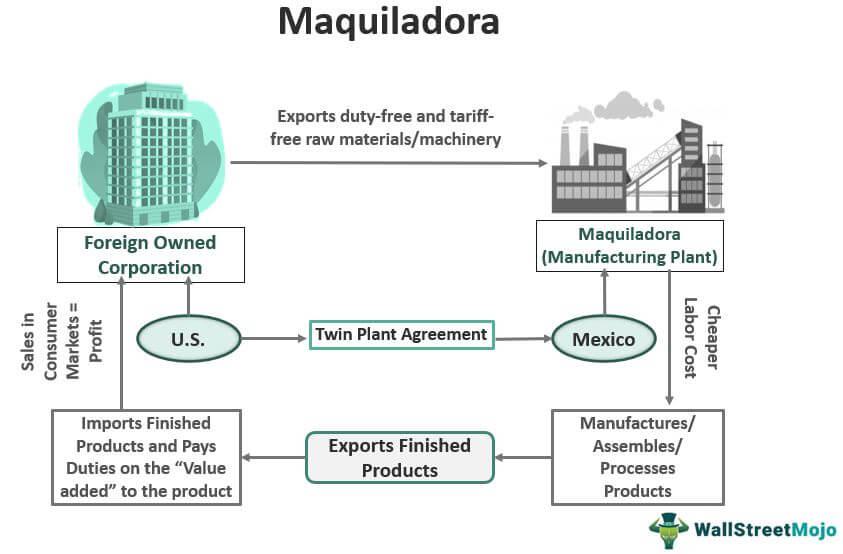 Maquiladora
Exports duty-free and tariff-
free raw materials/machinery
Foreign Owned
Corporation
Maquiladora
(Manufacturing Plant)
Sales in
Consumer
Markets =
Profit
U.S.
Twin Plant Agreement
Mexico
Cheaper
Labor Cost
Imports Finished
Products and Pays
Duties on the “Value
added” to the product
Exports Finished
Products
Manufactures/
Assembles/
Processes
Products
WallStreetMojo